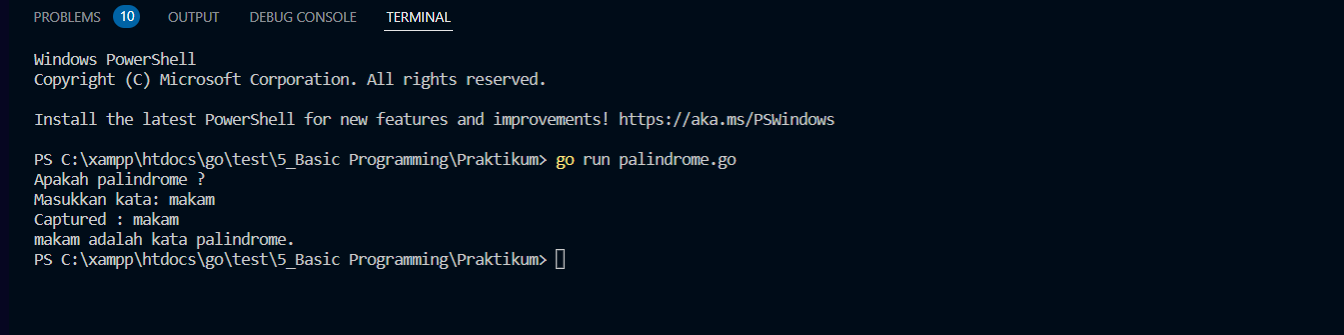 PROBLEMS 10 OUTPUT DEBUG CONSOLE TERMINAL
Windows PowerShell
Copyright (C) Microsoft Corporation. All rights reserved.
Install the latest PowerShell for new features and improvements! https://aka.ms/PSWindows
PS C:\xampp\htdocs\go\test\5_Basic Programming\Praktikum> go run palindrome.go
Apakah palindrome ?
Masukkan kata: makam
Captured : makam
makam adalah kata palindrome.
PS C:\xampp\htdocs\go\test\5_Basic Programming\Praktikum>